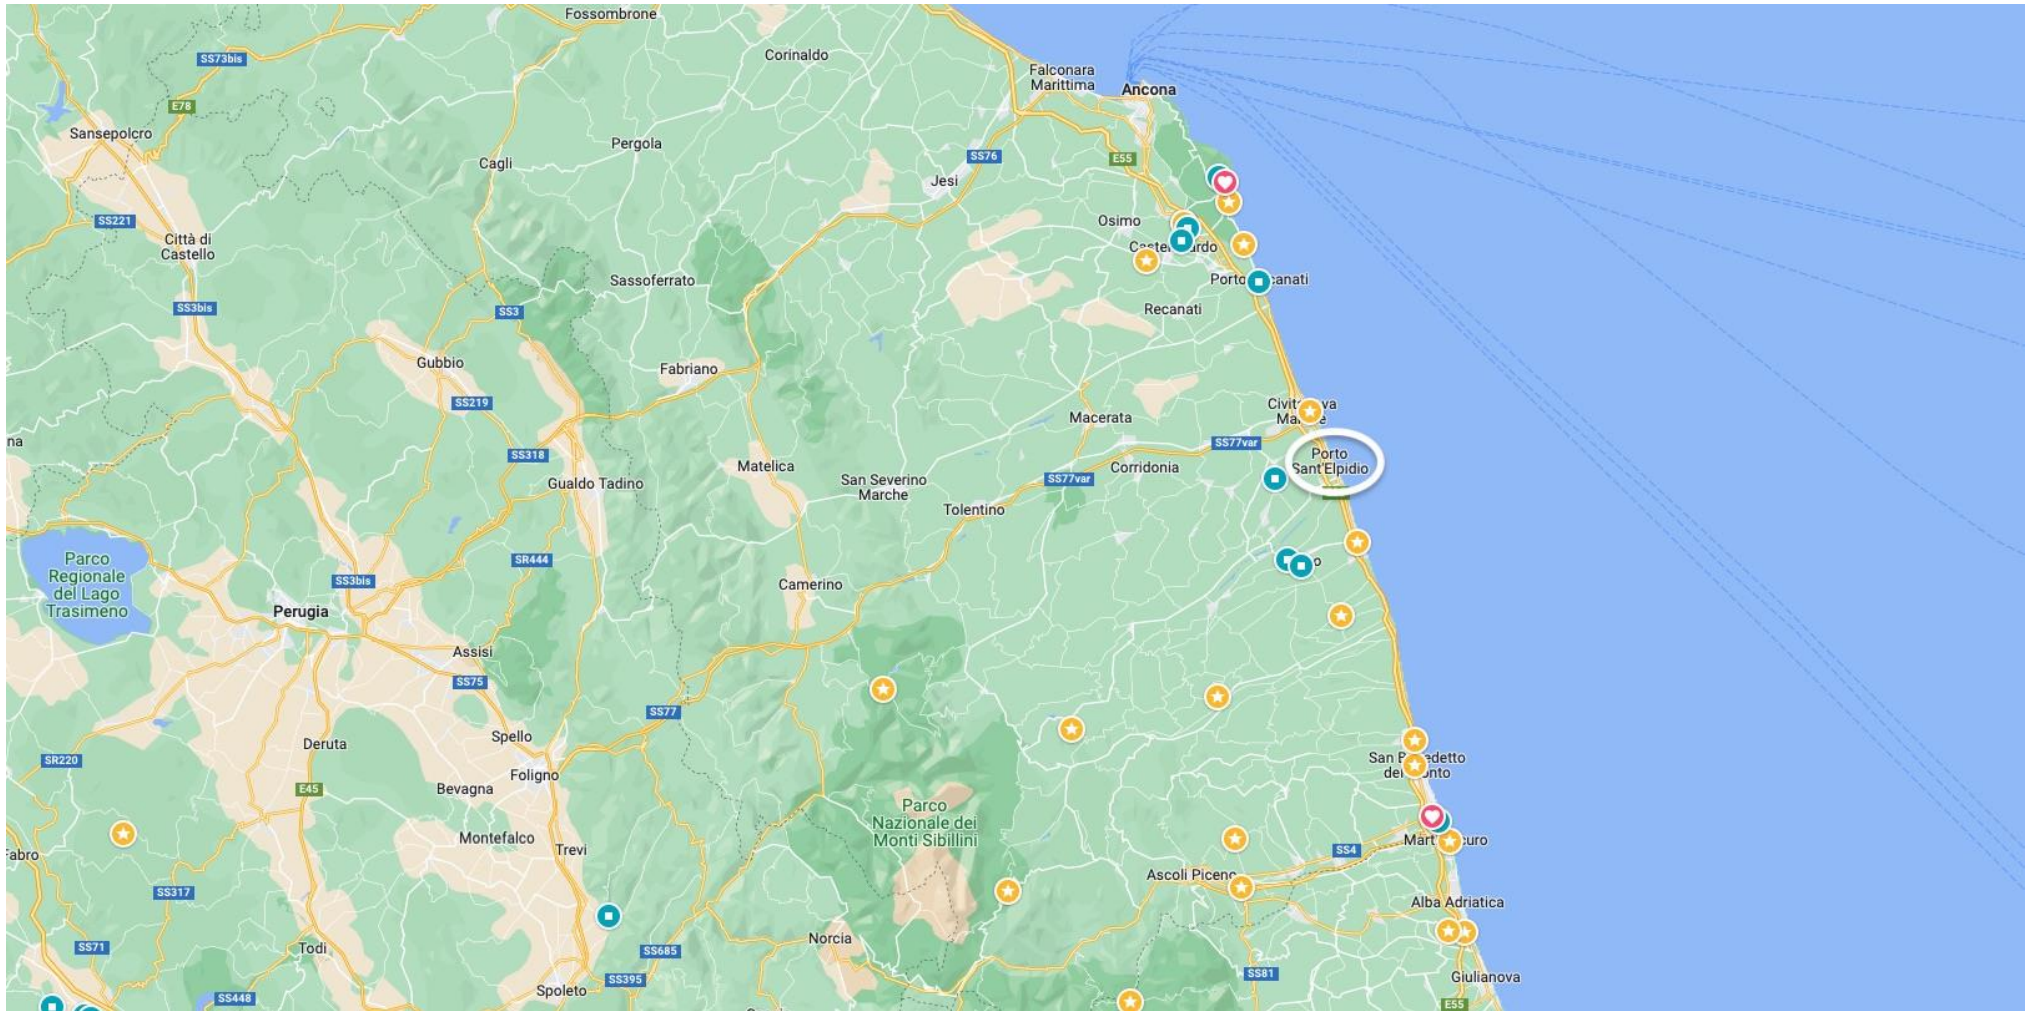 Fossombrone
SS73bis
Corinaldo
Falconara
Marittima
Ancona
E78
Sansepolcro
Pergola
Cagli
SS76
E55
Jesi
SS221
Osimo
Città di
Castello
Sassoferrato
Recanati
SS3bis
SS3
Gubbio
Fabriano
SS219
Macerata
na
SS77var
SS318
Porto
Sant'Elpidio
Matelica
Corridonia
San Severino
Marche
SS77var
Gualdo Tadino
Tolentino
Parco
Regionale
del Lago
Trasimeno
SR444
SS3bis
Camerino
Perugia
Assisi
SS75
SS77
Spello
Deruta
SR220
Foligno
Bevagna
E45
Parco
Nazionale dei
Monti Sibillini
Montefalco
Trevi
SS4
Fabro
Ascoli Piceno
SS317
Alba Adriatica
Norcia
SS71
Todi
SS685
SS395
SS81
Giulianova
Spoleto
SS448
E55